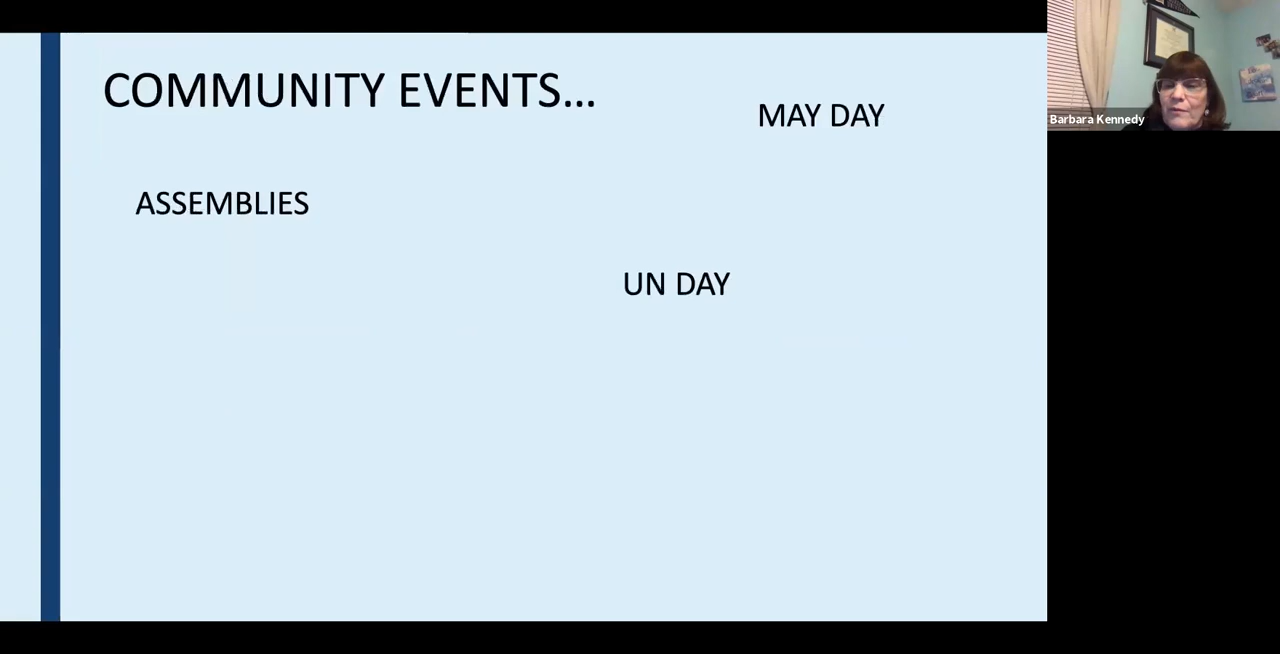 COMMUNITY EVENTS...
MAY DAY
Barbara Kennedy
ASSEMBLIES
UN DAY